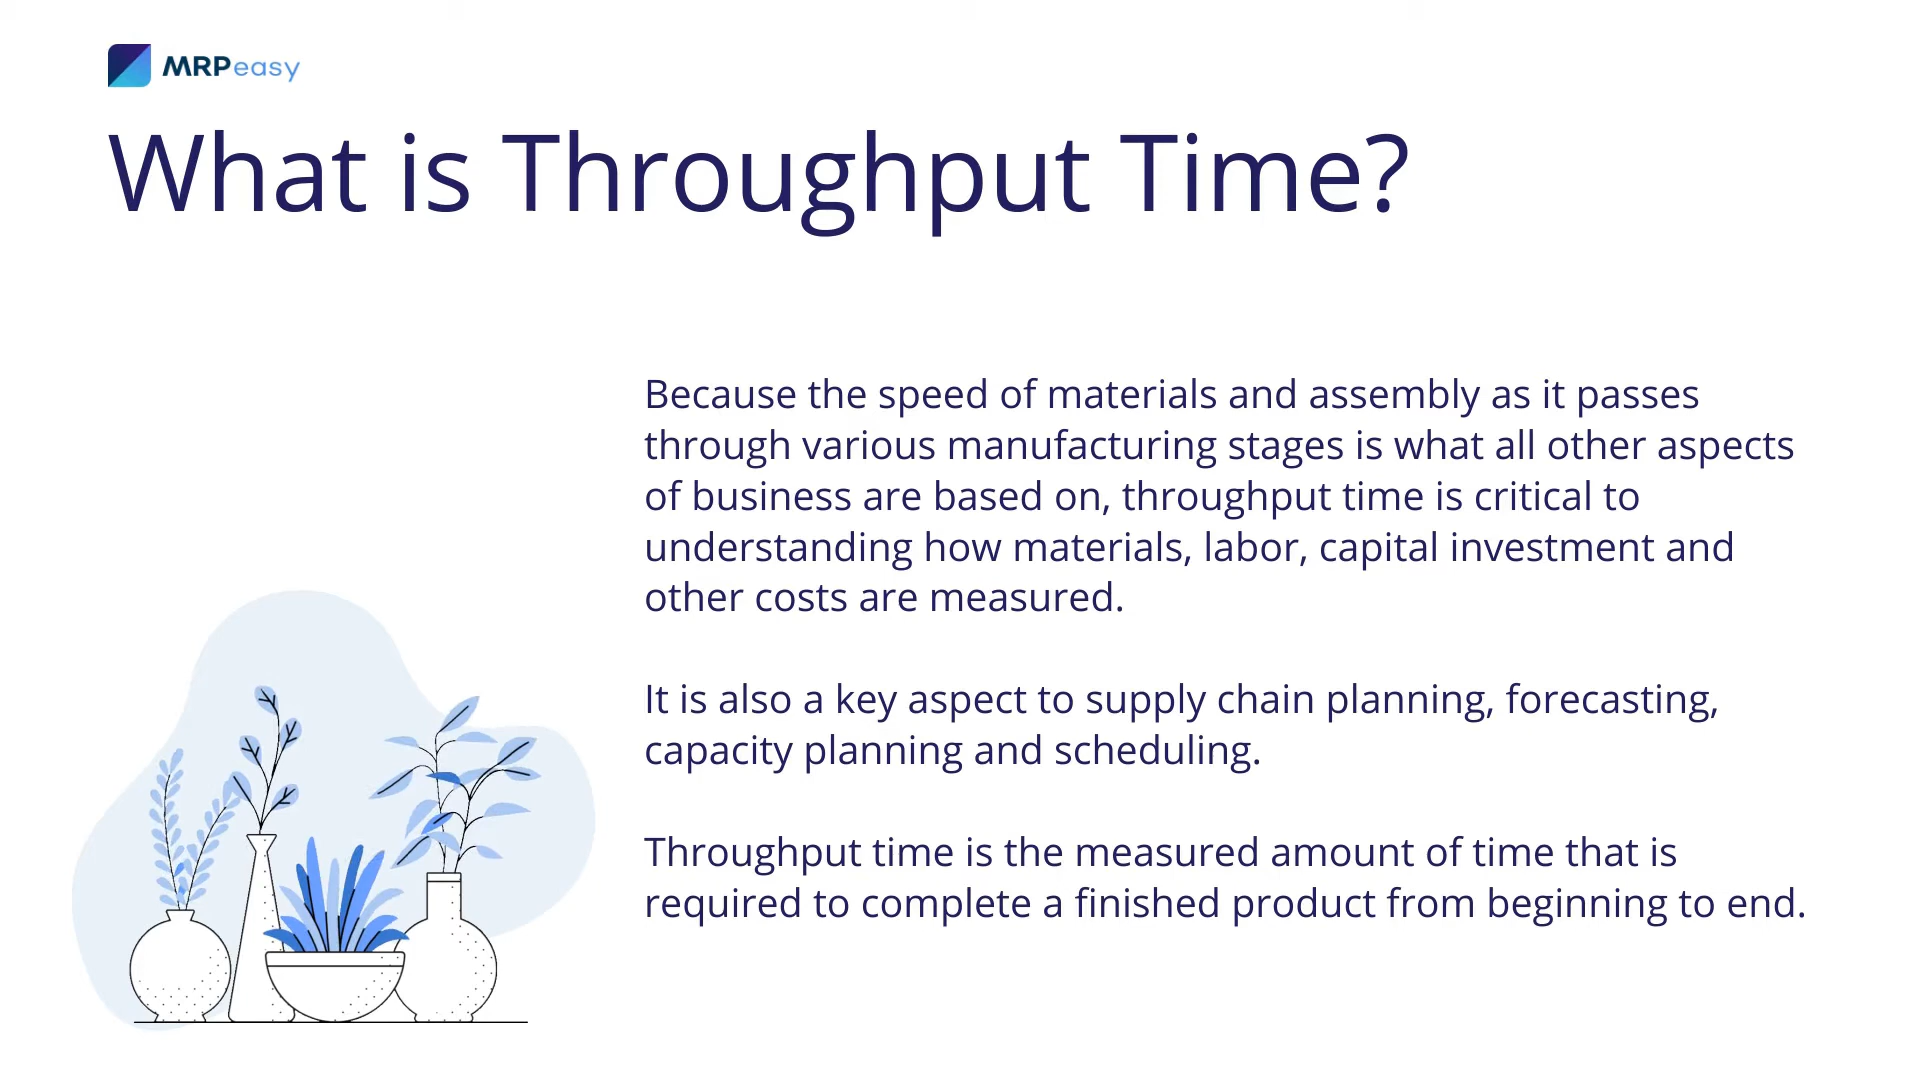 MRPeasy
What is Throughput Time?
Because the speed of materials and assembly as it passes
through various manufacturing stages is what all other aspects
of business are based on, throughput time is critical to
understanding how materials, labor, capital investment and
other costs are measured.
It is also a key aspect to supply chain planning, forecasting,
capacity planning and scheduling.
Throughput time is the measured amount of time that is
required to complete a finished product from beginning to end.